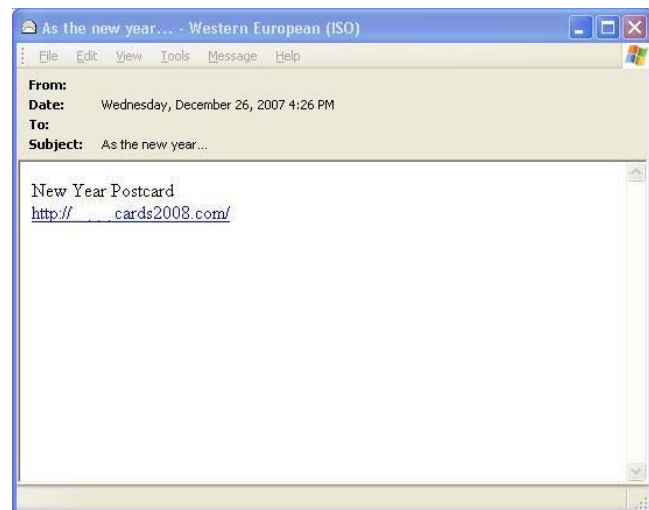 As the new year... - Western European (ISO)
File Edit View Tools Message Help
From:
Date: Wednesday, December 26, 2007 4:26 PM
To:
Subject: As the new year...
New Year Postcard
http:// cards2008.com/